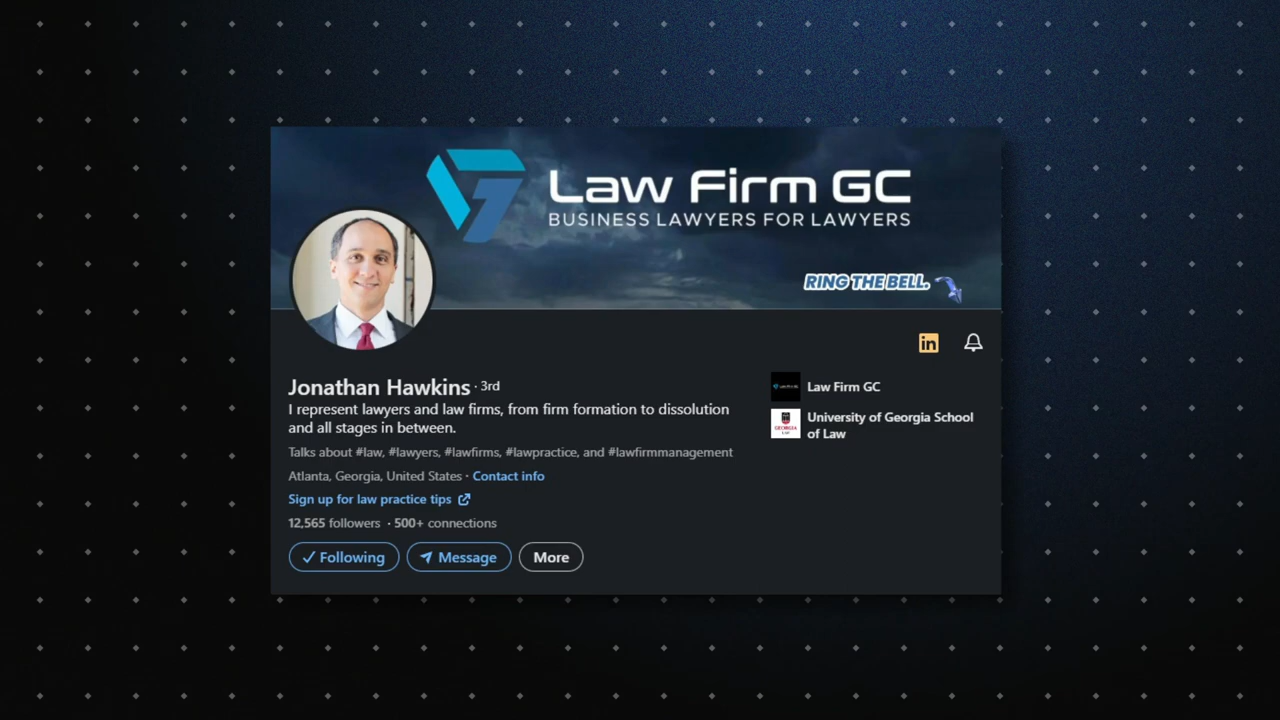 Law Firm GC
BUSINESS LAWYERS FOR LAWYERS
RING THE BELL.
in
Jonathan Hawkins · 3rd
I represent lawyers and law firms, from firm formation to dissolution
and all stages in between.
Talks about #law, #lawyers, #lawfirms, #lawpractice, and #lawfirmmanagement
Atlanta, Georgia, United States · Contact info
Sign up for law practice tips
12,565 followers · 500+ connections
Following
Message
More
Law Firm GC
University of Georgia School
of Law